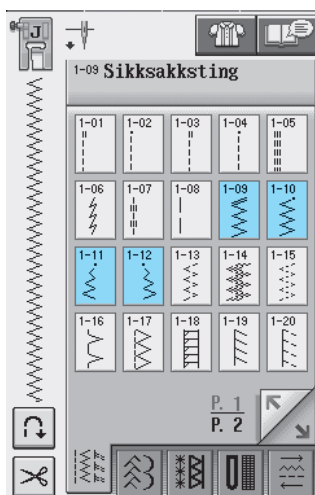 J
1-09 Sikksakksting
1-01 1-02 1-03 1-04 1-05
1-06 1-07 1-08 1-09 1-10
1-11 1-12 1-13 1-14 1-15
1-16 1-17 1-18 1-19 1-20
P. 1
P. 2